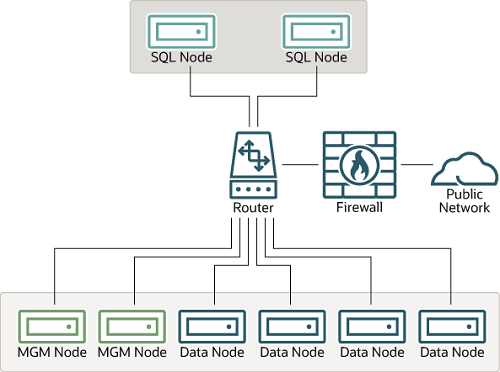 SQL Node
SQL Node
Router
Firewall
Public
Network
MGM Node
MGM Node
Data Node
Data Node
Data Node
Data Node